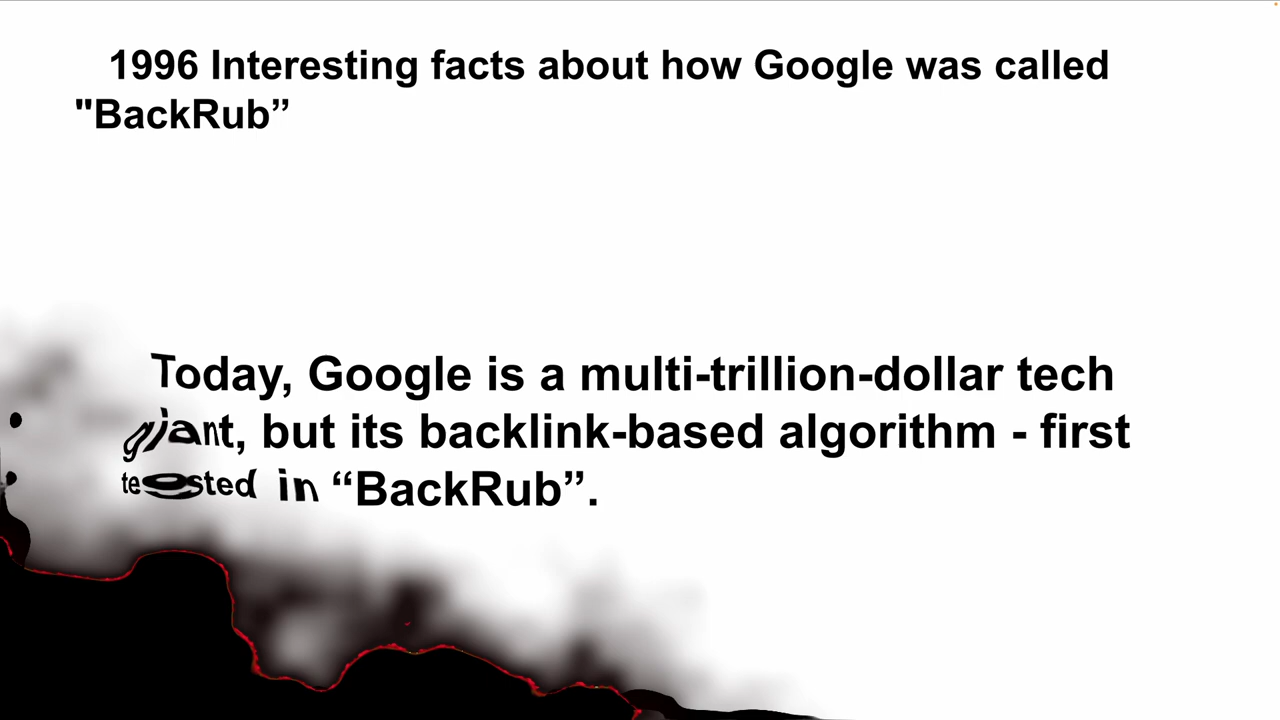 1996 Interesting facts about how Google was called
"BackRub”
Today, Google is a multi-trillion-dollar tech
giant, but its backlink-based algorithm - first
tested in “BackRub”.